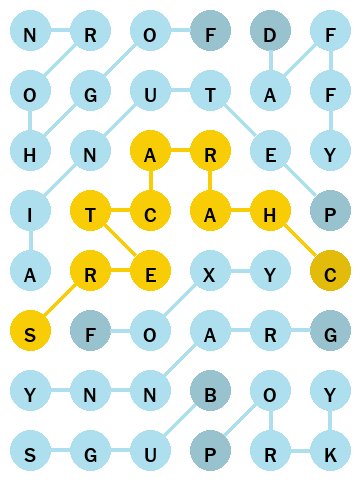 N R O F D F
O G U T A F
H N A R E Y
I T C A H P
A R E X Y C
S F O A R G
Y N N B O Y
S G U P R K